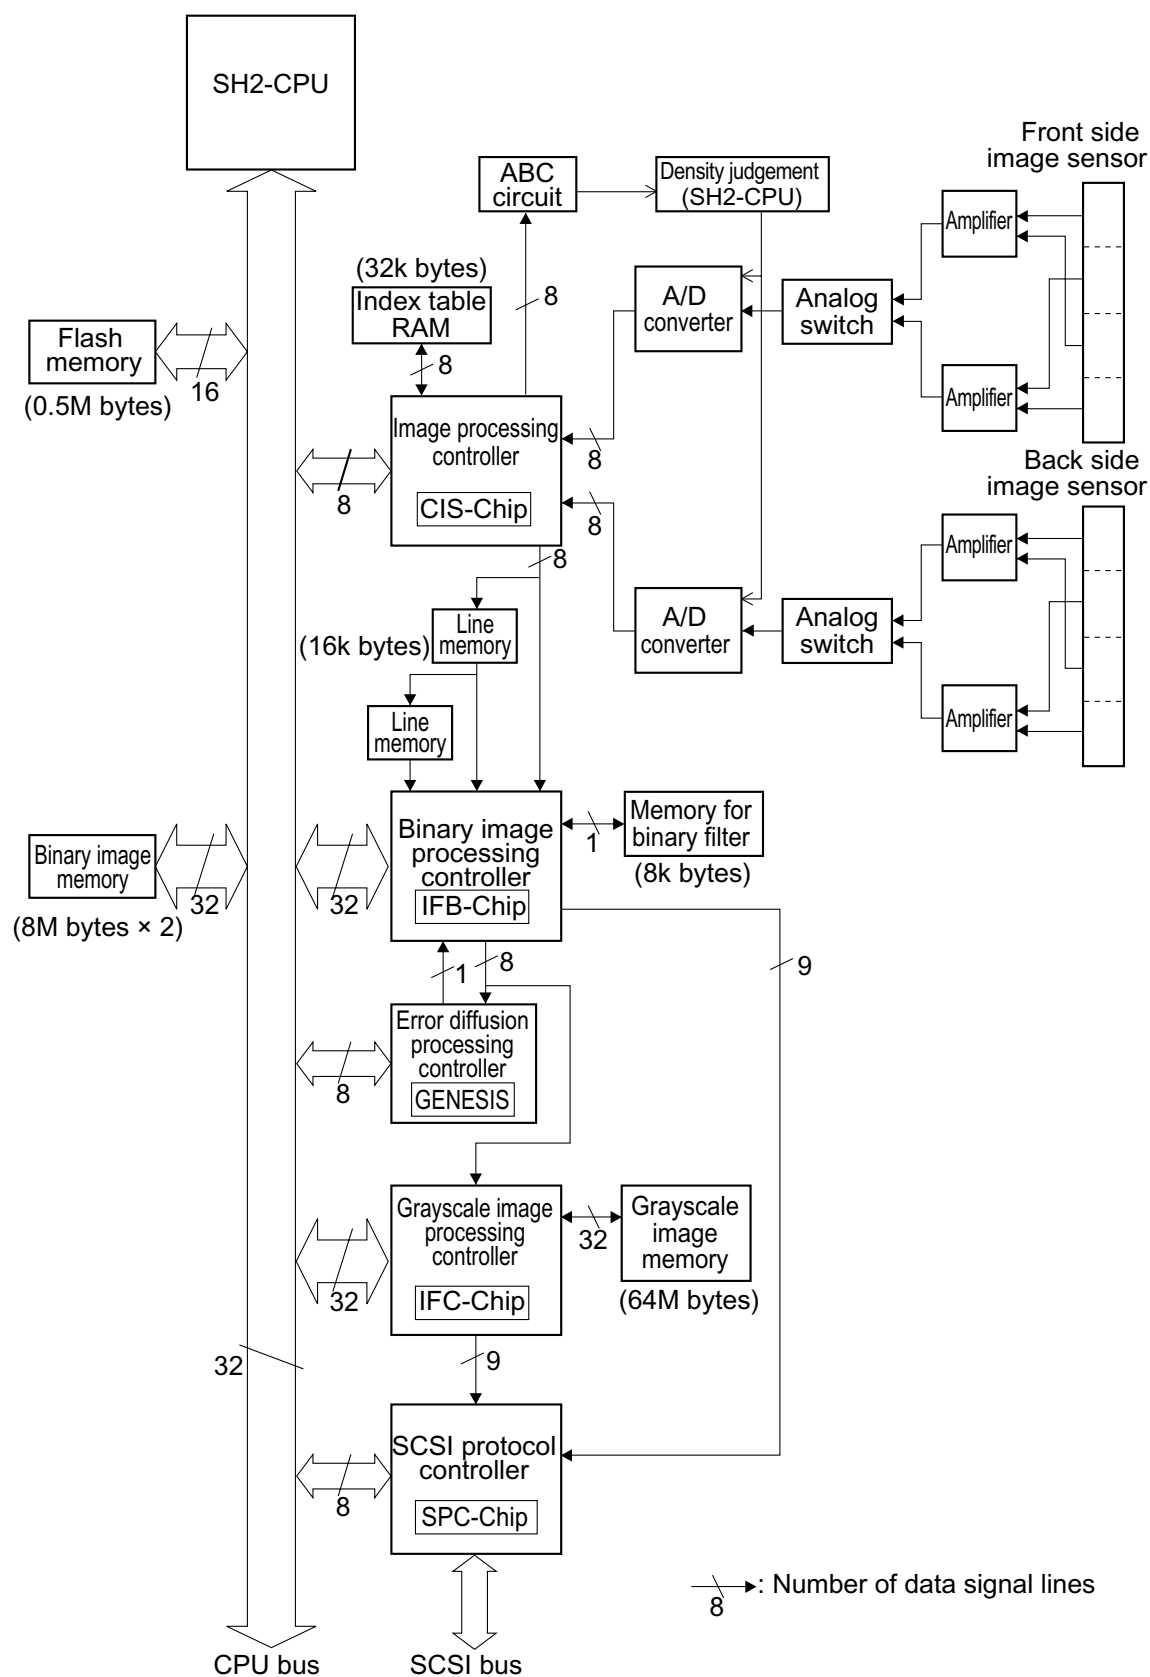 SH2-CPU
Front side
image sensor
ABC
circuit
Density judgement
(SH2-CPU)
Amplifier
(32k bytes)
Index table
RAM
8
A/D
converter
Analog
switch
Flash
memory
16
(0.5M bytes)
8
Amplifier
Image processing
controller
CIS-Chip
8
8
8
Back side
image sensor
Amplifier
8
Line
memory
(16k bytes)
A/D
converter
Analog
switch
Line
memory
Amplifier
Binary image
memory
32
(8M bytes × 2)
32
Binary image
processing
controller
IFB-Chip
1
Memory for
binary filter
(8k bytes)
1
8
9
Error diffusion
processing
controller
GENESIS
8
Grayscale image
processing
controller
IFC-Chip
32
32
Grayscale
image
memory
(64M bytes)
32
9
SCSI protocol
controller
SPC-Chip
8
: Number of data signal lines
8
CPU bus
SCSI bus